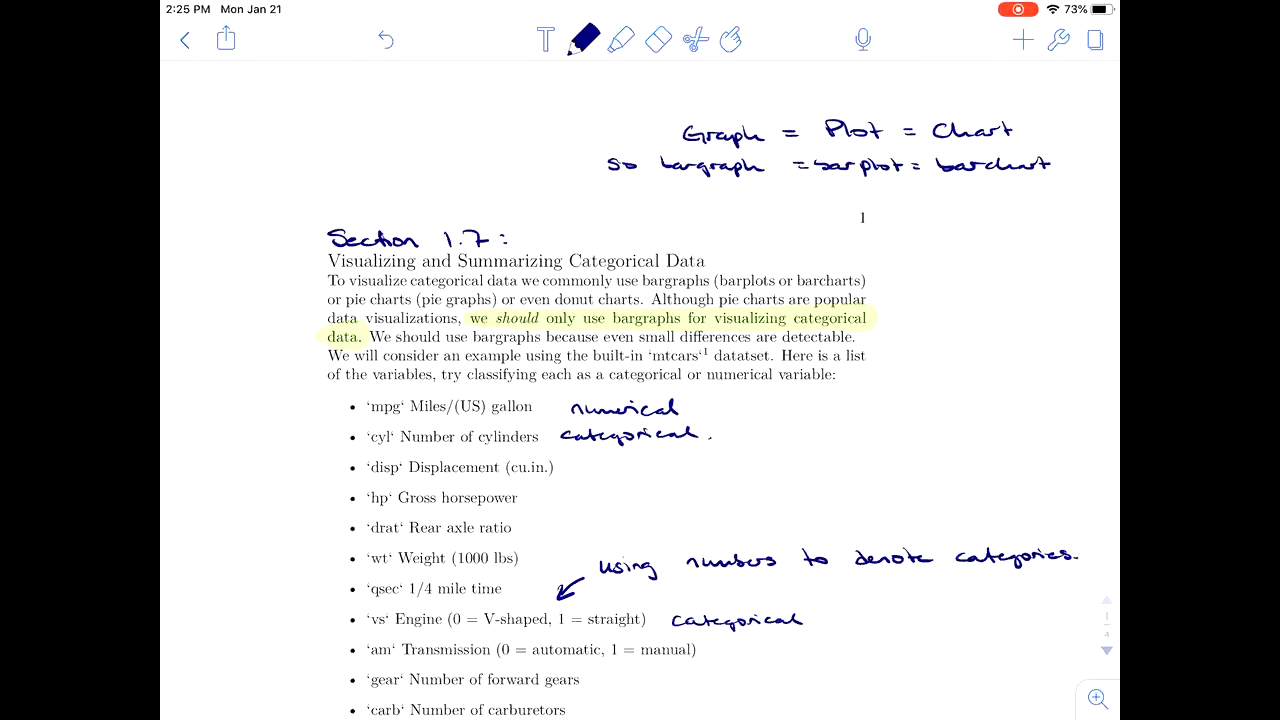 2:25 PM Mon Jan 21
73%
Graph = Plot = Chart
so bargraph = barplot = barchart
1
Section 1.7:
Visualizing and Summarizing Categorical Data
To visualize categorical data we commonly use bargraphs (barplots or barcharts)
or pie charts (pie graphs) or even donut charts. Although pie charts are popular
data visualizations, we should only use bargraphs for visualizing categorical
data. We should use bargraphs because even small differences are detectable.
We will consider an example using the built-in ‘mtcars‘1 datatset. Here is a list
of the variables, try classifying each as a categorical or numerical variable:
• ‘mpg‘ Miles/(US) gallon numerical
• ‘cyl‘ Number of cylinders categorical.
• ‘disp‘ Displacement (cu.in.)
• ‘hp‘ Gross horsepower
• ‘drat‘ Rear axle ratio
• ‘wt‘ Weight (1000 lbs)
using numbers to denote categories.
• ‘qsec‘ 1/4 mile time
• ‘vs‘ Engine (0 = V-shaped, 1 = straight) categorical
• ‘am‘ Transmission (0 = automatic, 1 = manual)
• ‘gear‘ Number of forward gears
• ‘carb‘ Number of carburetors
1
4